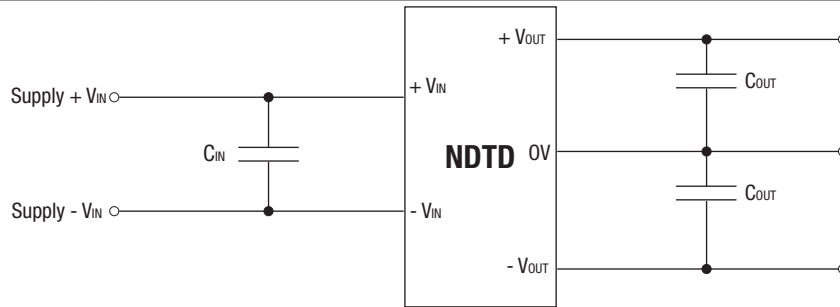 + VOUT
COUT
Supply + VIN
+ VIN
CIN
NDTD 0V
Supply - VIN
- VIN
COUT
- VOUT